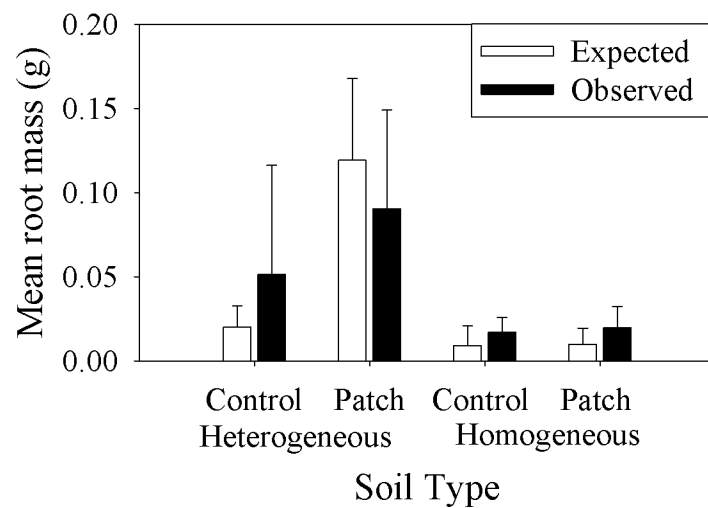 0.20
0.15
0.10
0.05
0.00
Mean root mass (g)
Expected
Observed
Control Patch Control Patch
Heterogeneous Homogeneous
Soil Type